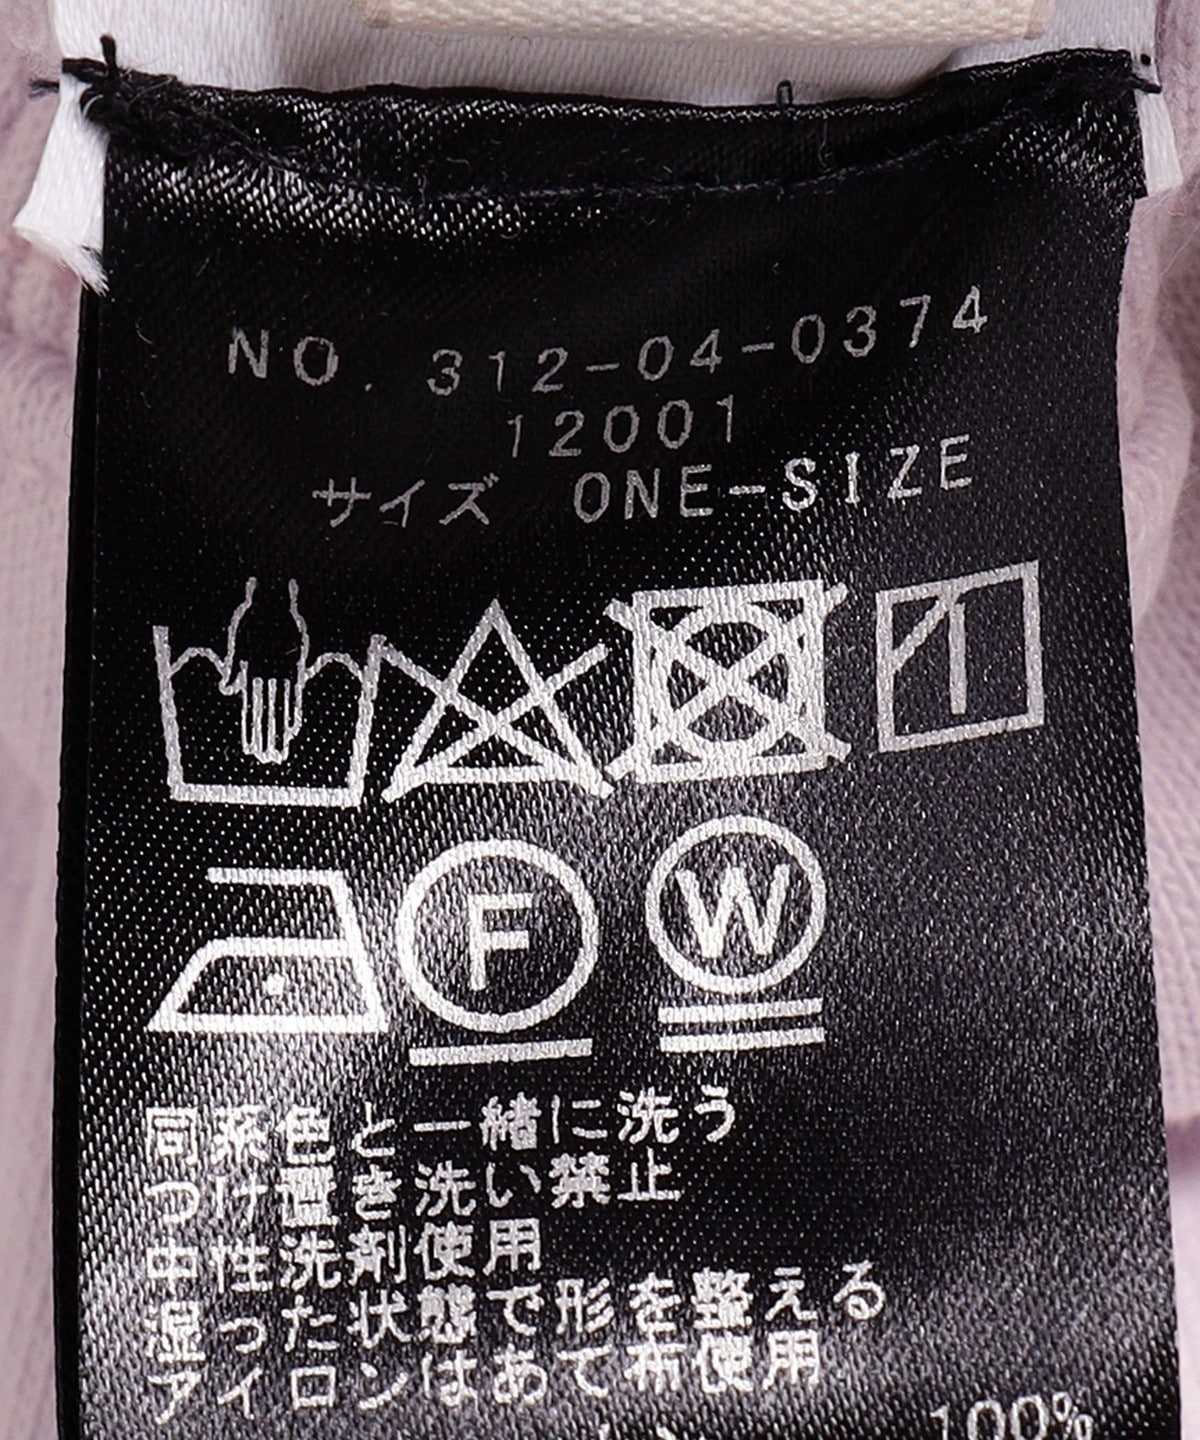 NO. 312-04-0374
12001
サイズ ONE-SIZE
F
W
同系色と一緒に洗う
つけ置き洗い禁止
中性洗剤使用
湿った状態で形を整える
アイロンはあて布使用
100%